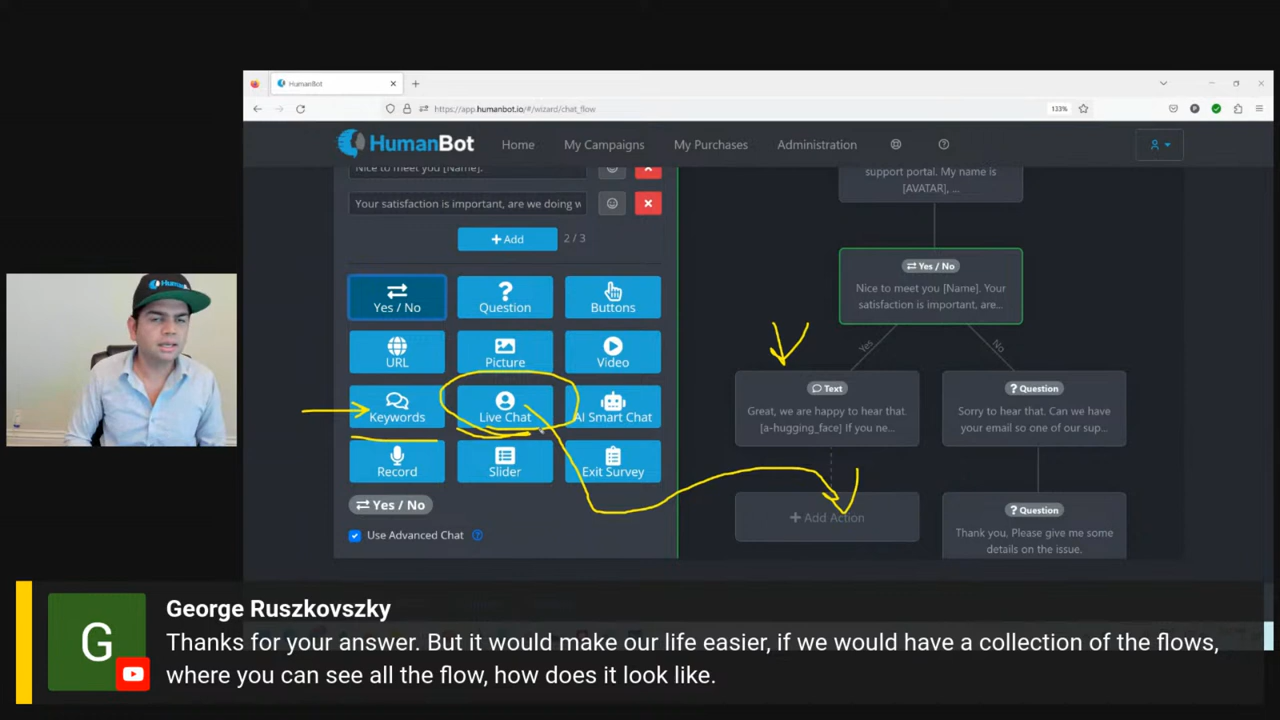 HumanBot
https://app.humanbot.io/#/wizard/chat_flow
133%
HumanBot
Home
My Campaigns
My Purchases
Administration
Nice to meet you [Name].
Your satisfaction is important, are we doing w
Add
2 / 3
Yes / No
Question
Buttons
URL
Picture
Video
Keywords
Live Chat
AI Smart Chat
Record
Slider
Exit Survey
Yes / No
Use Advanced Chat
support portal. My name is
[AVATAR], ...
Yes / No
Nice to meet you [Name]. Your
satisfaction is important, are...
Yes
No
Text
Great, we are happy to hear that.
[a-hugging_face] If you ne...
Question
Sorry to hear that. Can we have
your email so one of our sup...
+ Add Action
Question
Thank you, Please give me some
details on the issue.
G
George Ruszkovszky
Thanks for your answer. But it would make our life easier, if we would have a collection of the flows,
where you can see all the flow, how does it look like.